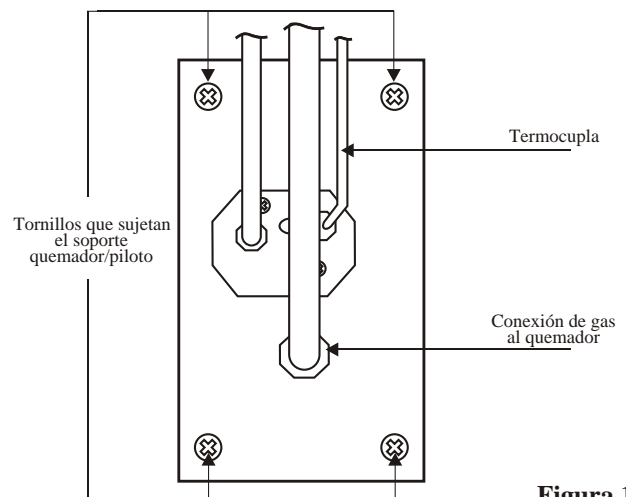 Termocupla
Tornillos que sujetan
el soporte
quemador/piloto
Conexión de gas
al quemador
Figura 1